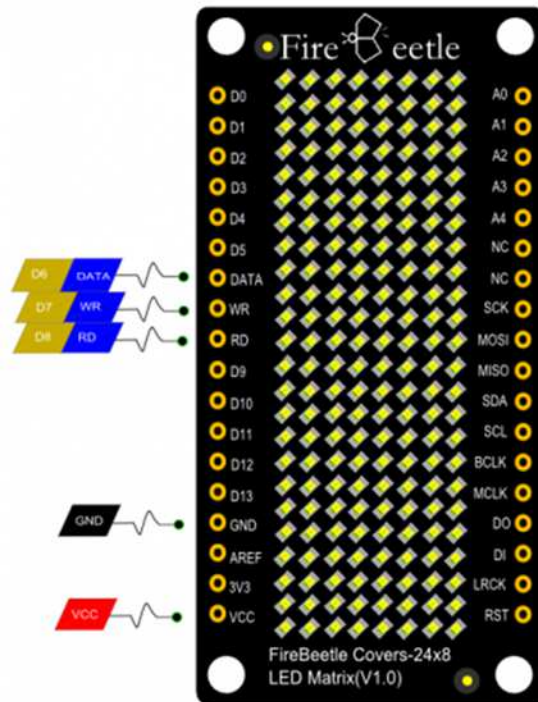 Fire eetle
D0 A0
D1 A1
D2 A2
D3 A3
D4 A4
D5 NC
D6 DATA DATA NC
D7 WR WR SCK
D8 RD RD MOSI
D9 MISO
D10 SDA
D11 SCL
D12 BCLK
D13 MCLK
GND GND DO
AREF DI
3V3 LRCK
VCC VCC RST
FireBeetle Covers-24x8
LED Matrix(V1.0)